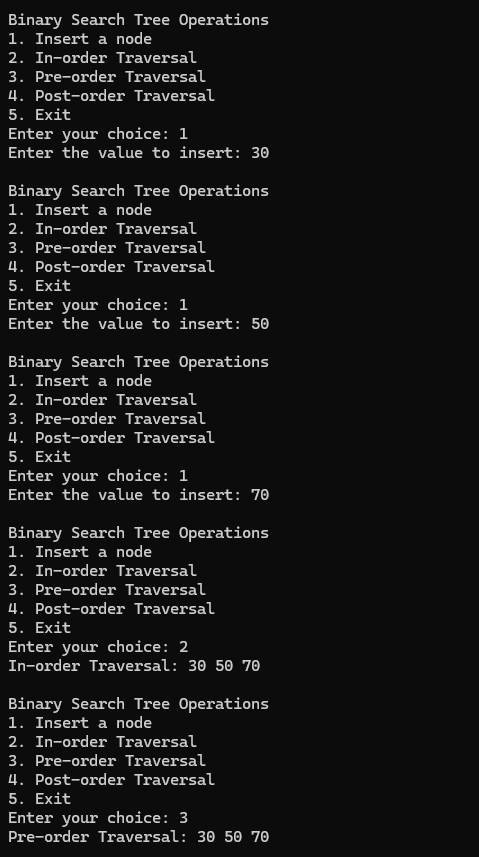 Binary Search Tree Operations
1. Insert a node
2. In-order Traversal
3. Pre-order Traversal
4. Post-order Traversal
5. Exit
Enter your choice: 1
Enter the value to insert: 30
Binary Search Tree Operations
1. Insert a node
2. In-order Traversal
3. Pre-order Traversal
4. Post-order Traversal
5. Exit
Enter your choice: 1
Enter the value to insert: 50
Binary Search Tree Operations
1. Insert a node
2. In-order Traversal
3. Pre-order Traversal
4. Post-order Traversal
5. Exit
Enter your choice: 1
Enter the value to insert: 70
Binary Search Tree Operations
1. Insert a node
2. In-order Traversal
3. Pre-order Traversal
4. Post-order Traversal
5. Exit
Enter your choice: 2
In-order Traversal: 30 50 70
Binary Search Tree Operations
1. Insert a node
2. In-order Traversal
3. Pre-order Traversal
4. Post-order Traversal
5. Exit
Enter your choice: 3
Pre-order Traversal: 30 50 70